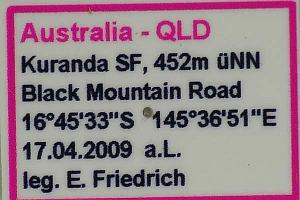 Australia - QLD
Kuranda SF, 452m üNN
Black Mountain Road
16°45'33"S 145°36'51"E
17.04.2009 a.L.
leg. E. Friedrich